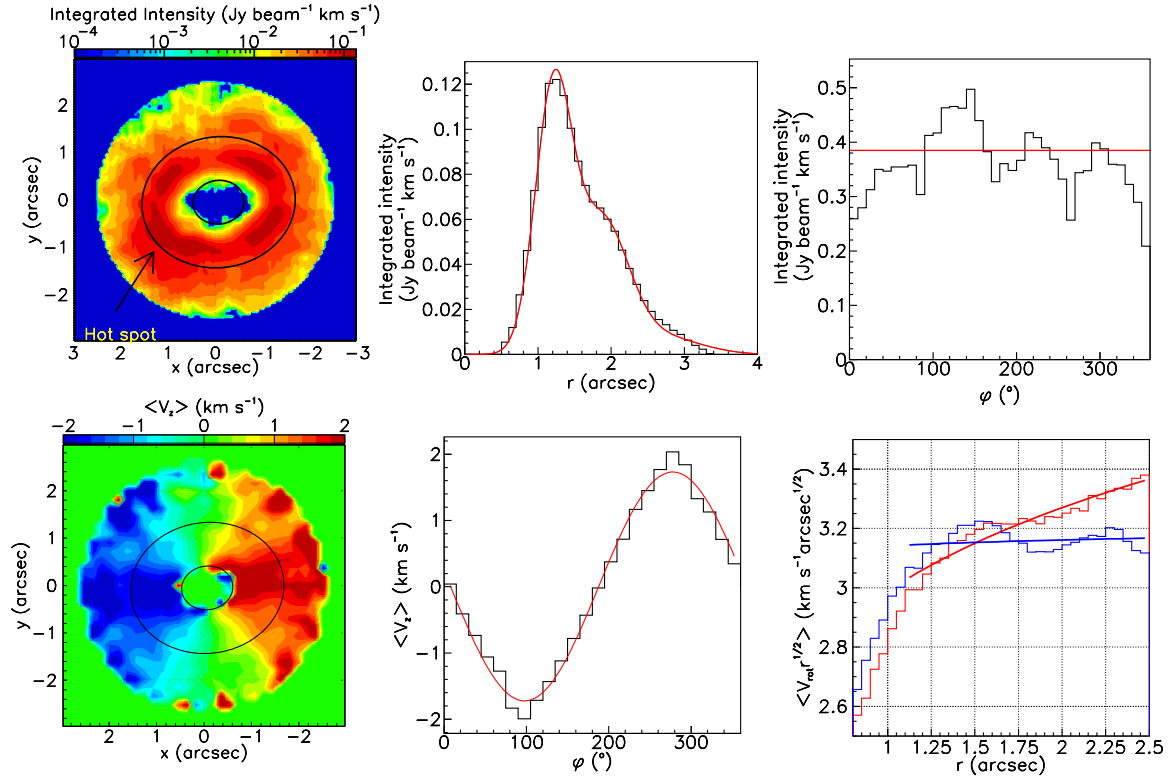 Integrated Intensity (Jy beam⁻¹ km s⁻¹)
10⁻⁴ 10⁻³ 10⁻² 10⁻¹
y (arcsec)
2
1
0
−1
−2
Hot spot
3 2 1 0 −1 −2 −3
x (arcsec)
Integrated intensity
(Jy beam⁻¹ km s⁻¹)
0.12
0.1
0.08
0.06
0.04
0.02
0
0 1 2 3 4
r (arcsec)
Integrated intensity
(Jy beam⁻¹ km s⁻¹)
0.5
0.4
0.3
0.2
0.1
0
0 100 200 300
φ (°)
<V_z> (km s⁻¹)
−2 −1 0 1 2
y (arcsec)
2
1
0
−1
−2
2 1 0 −1 −2
x (arcsec)
<V_z> (km s⁻¹)
2
1
0
−1
−2
0 100 200 300
φ (°)
<V_rot r^1/2> (km s⁻¹ arcsec^1/2)
3.4
3.2
3
2.8
2.6
1 1.25 1.5 1.75 2 2.25 2.5
r (arcsec)